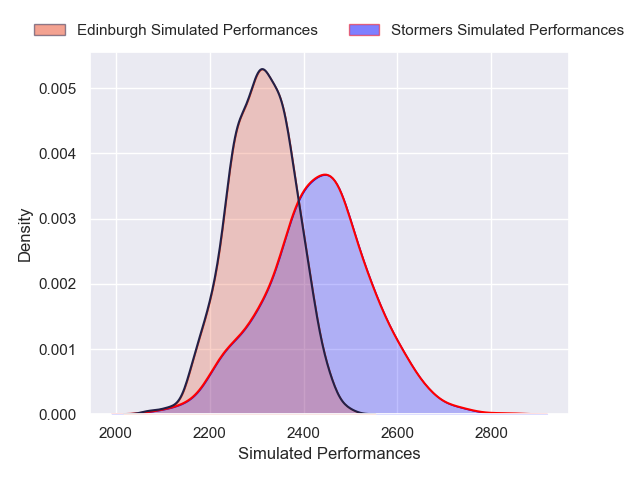 Edinburgh Simulated Performances Stormers Simulated Performances
0.005
0.004
0.003
0.002
0.001
0.000
Density
2000 2200 2400 2600 2800
Simulated Performances